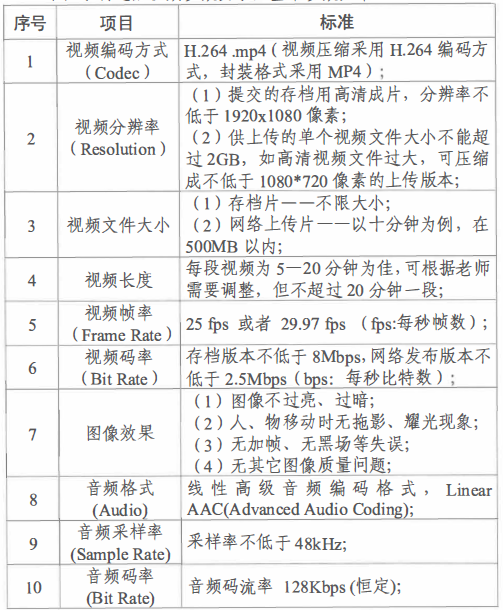 序号 项目 标准
1 视频编码方式（Codec） H.264 .mp4（视频压缩采用 H.264 编码方式，封装格式采用 MP4）；
2 视频分辨率（Resolution） （1）提交的存档用高清成片，分辨率不低于 1920x1080 像素；
（2）供上传的单个视频文件大小不能超过 2GB，如高清视频文件过大，可压缩成不低于 1080*720 像素的上传版本；
3 视频文件大小 （1）存档片——不限大小；
（2）网络上传片——以十分钟为例，在 500MB 以内；
4 视频长度 每段视频为 5—20 分钟为佳，可根据老师需要调整，但不超过 20 分钟一段；
5 视频帧率（Frame Rate） 25 fps 或者 29.97 fps （fps:每秒帧数）；
6 视频码率（Bit Rate） 存档版本不低于 8Mbps，网络发布版本不低于 2.5Mbps（bps：每秒比特数）；
7 图像效果 （1）图像不过亮、过暗；
（2）人、物移动时无拖影、耀光现象；
（3）无加帧、无黑场等失误；
（4）无其它图像质量问题；
8 音频格式 (Audio) 线性高级音频编码格式，Linear AAC(Advanced Audio Coding);
9 音频采样率 (Sample Rate) 采样率不低于 48kHz;
10 音频码率 (Bit Rate) 音频码流率 128Kbps (恒定);